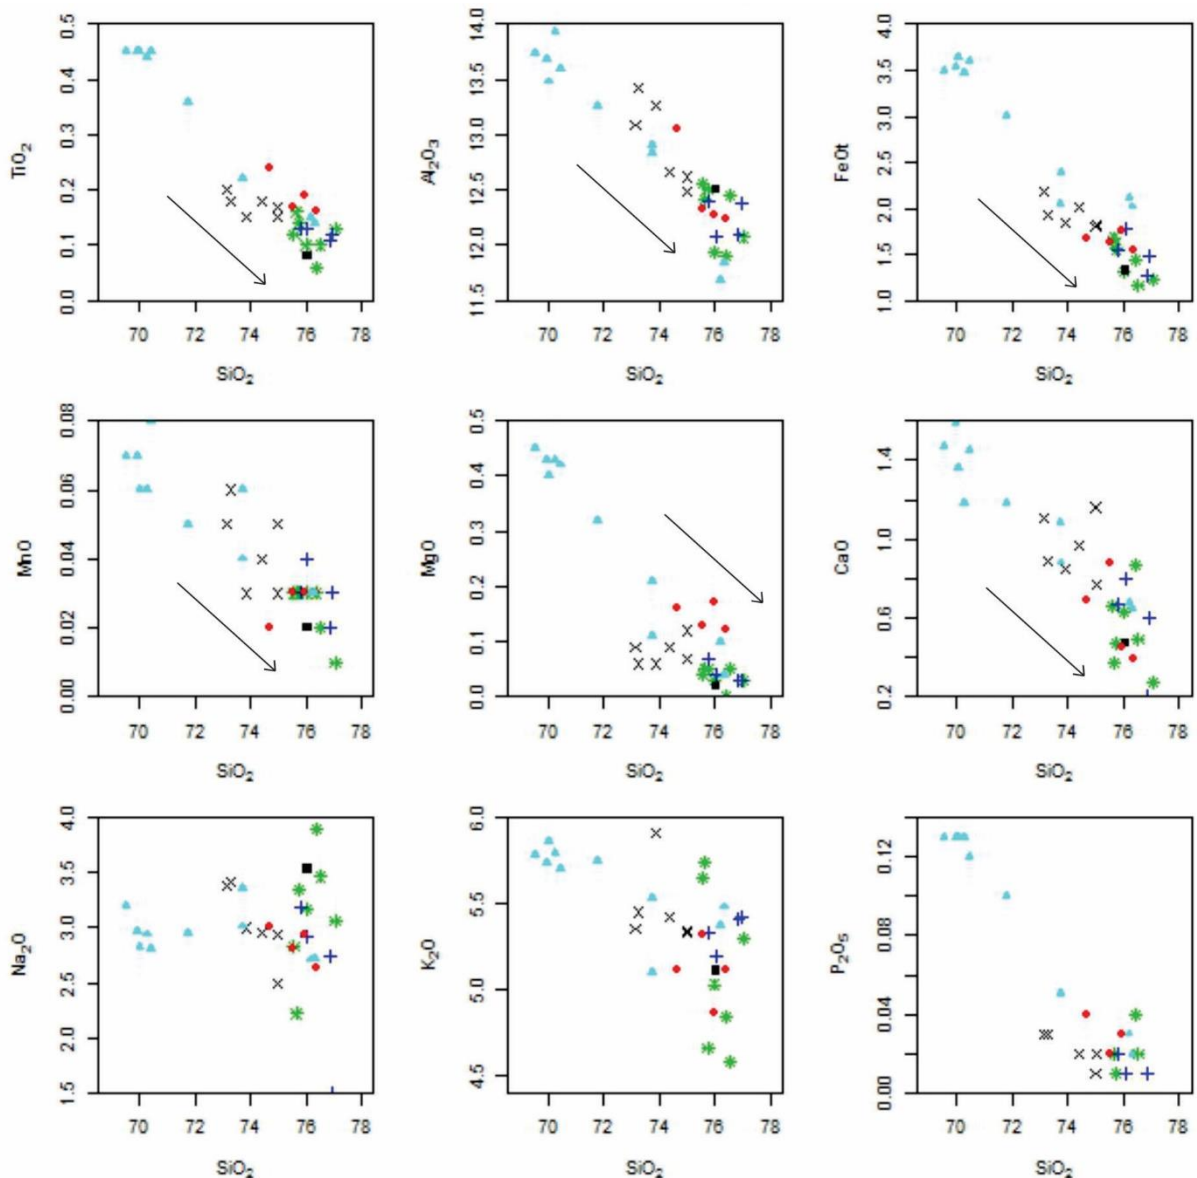 TiO₂
0.0 0.1 0.2 0.3 0.4 0.5
70 72 74 76 78
SiO₂
Al₂O₃
11.5 12.0 12.5 13.0 13.5 14.0
70 72 74 76 78
SiO₂
FeOt
1.0 1.5 2.0 2.5 3.0 3.5 4.0
70 72 74 76 78
SiO₂
MnO
0.00 0.02 0.04 0.06 0.08
70 72 74 76 78
SiO₂
MgO
0.0 0.1 0.2 0.3 0.4 0.5
70 72 74 76 78
SiO₂
CaO
0.2 0.6 1.0 1.4
70 72 74 76 78
SiO₂
Na₂O
1.5 2.0 2.5 3.0 3.5 4.0
70 72 74 76 78
SiO₂
K₂O
4.5 5.0 5.5 6.0
70 72 74 76 78
SiO₂
P₂O₅
0.00 0.04 0.08 0.12
70 72 74 76 78
SiO₂